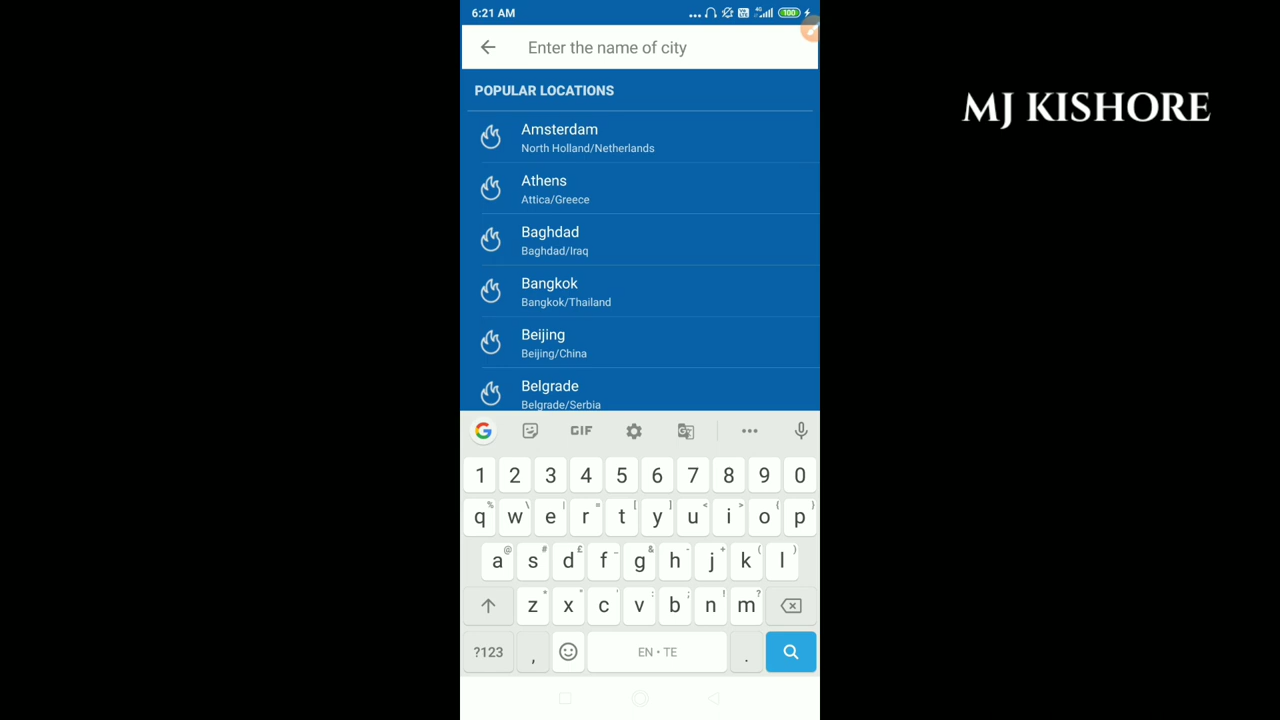 6:21 AM
4G
100
Enter the name of city
MJ KISHORE
POPULAR LOCATIONS
Amsterdam
North Holland/Netherlands
Athens
Attica/Greece
Baghdad
Baghdad/Iraq
Bangkok
Bangkok/Thailand
Beijing
Beijing/China
Belgrade
Belgrade/Serbia
G GIF G
1 2 3 4 5 6 7 8 9 0
% \ | = [ ] < > { }
q w e r t y u i o p
@ # £ _ & - + ( )
a s d f g h j k l
* " ' : ; ! ?
z x c v b n m
?123 , EN • TE .